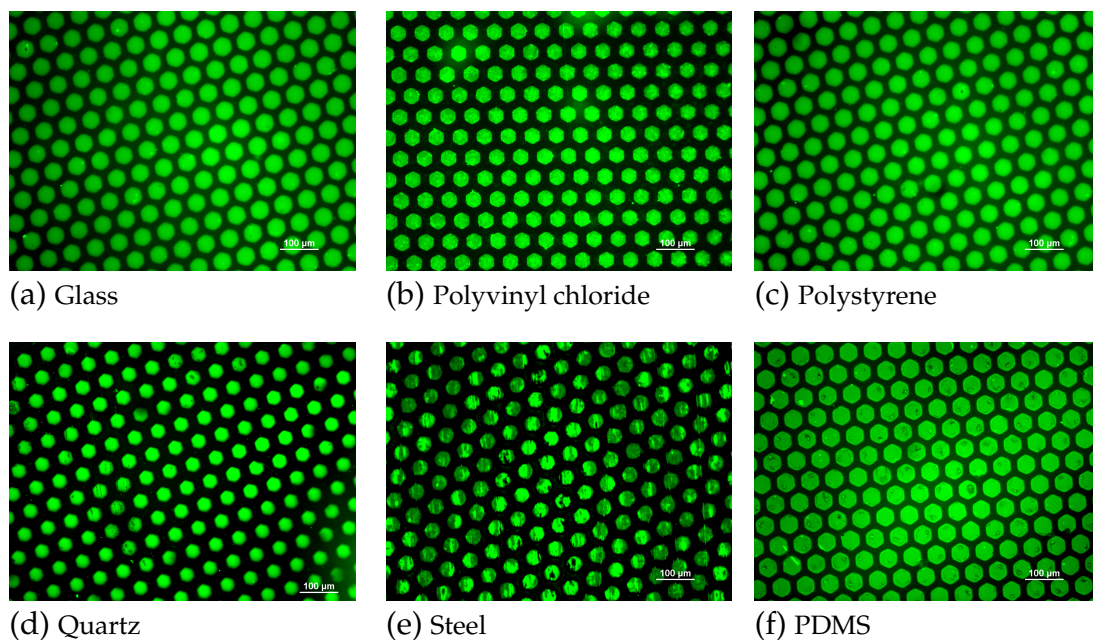 100 µm
100 µm
100 µm
(a) Glass
(b) Polyvinyl chloride
(c) Polystyrene
100 µm
100 µm
100 µm
(d) Quartz
(e) Steel
(f) PDMS